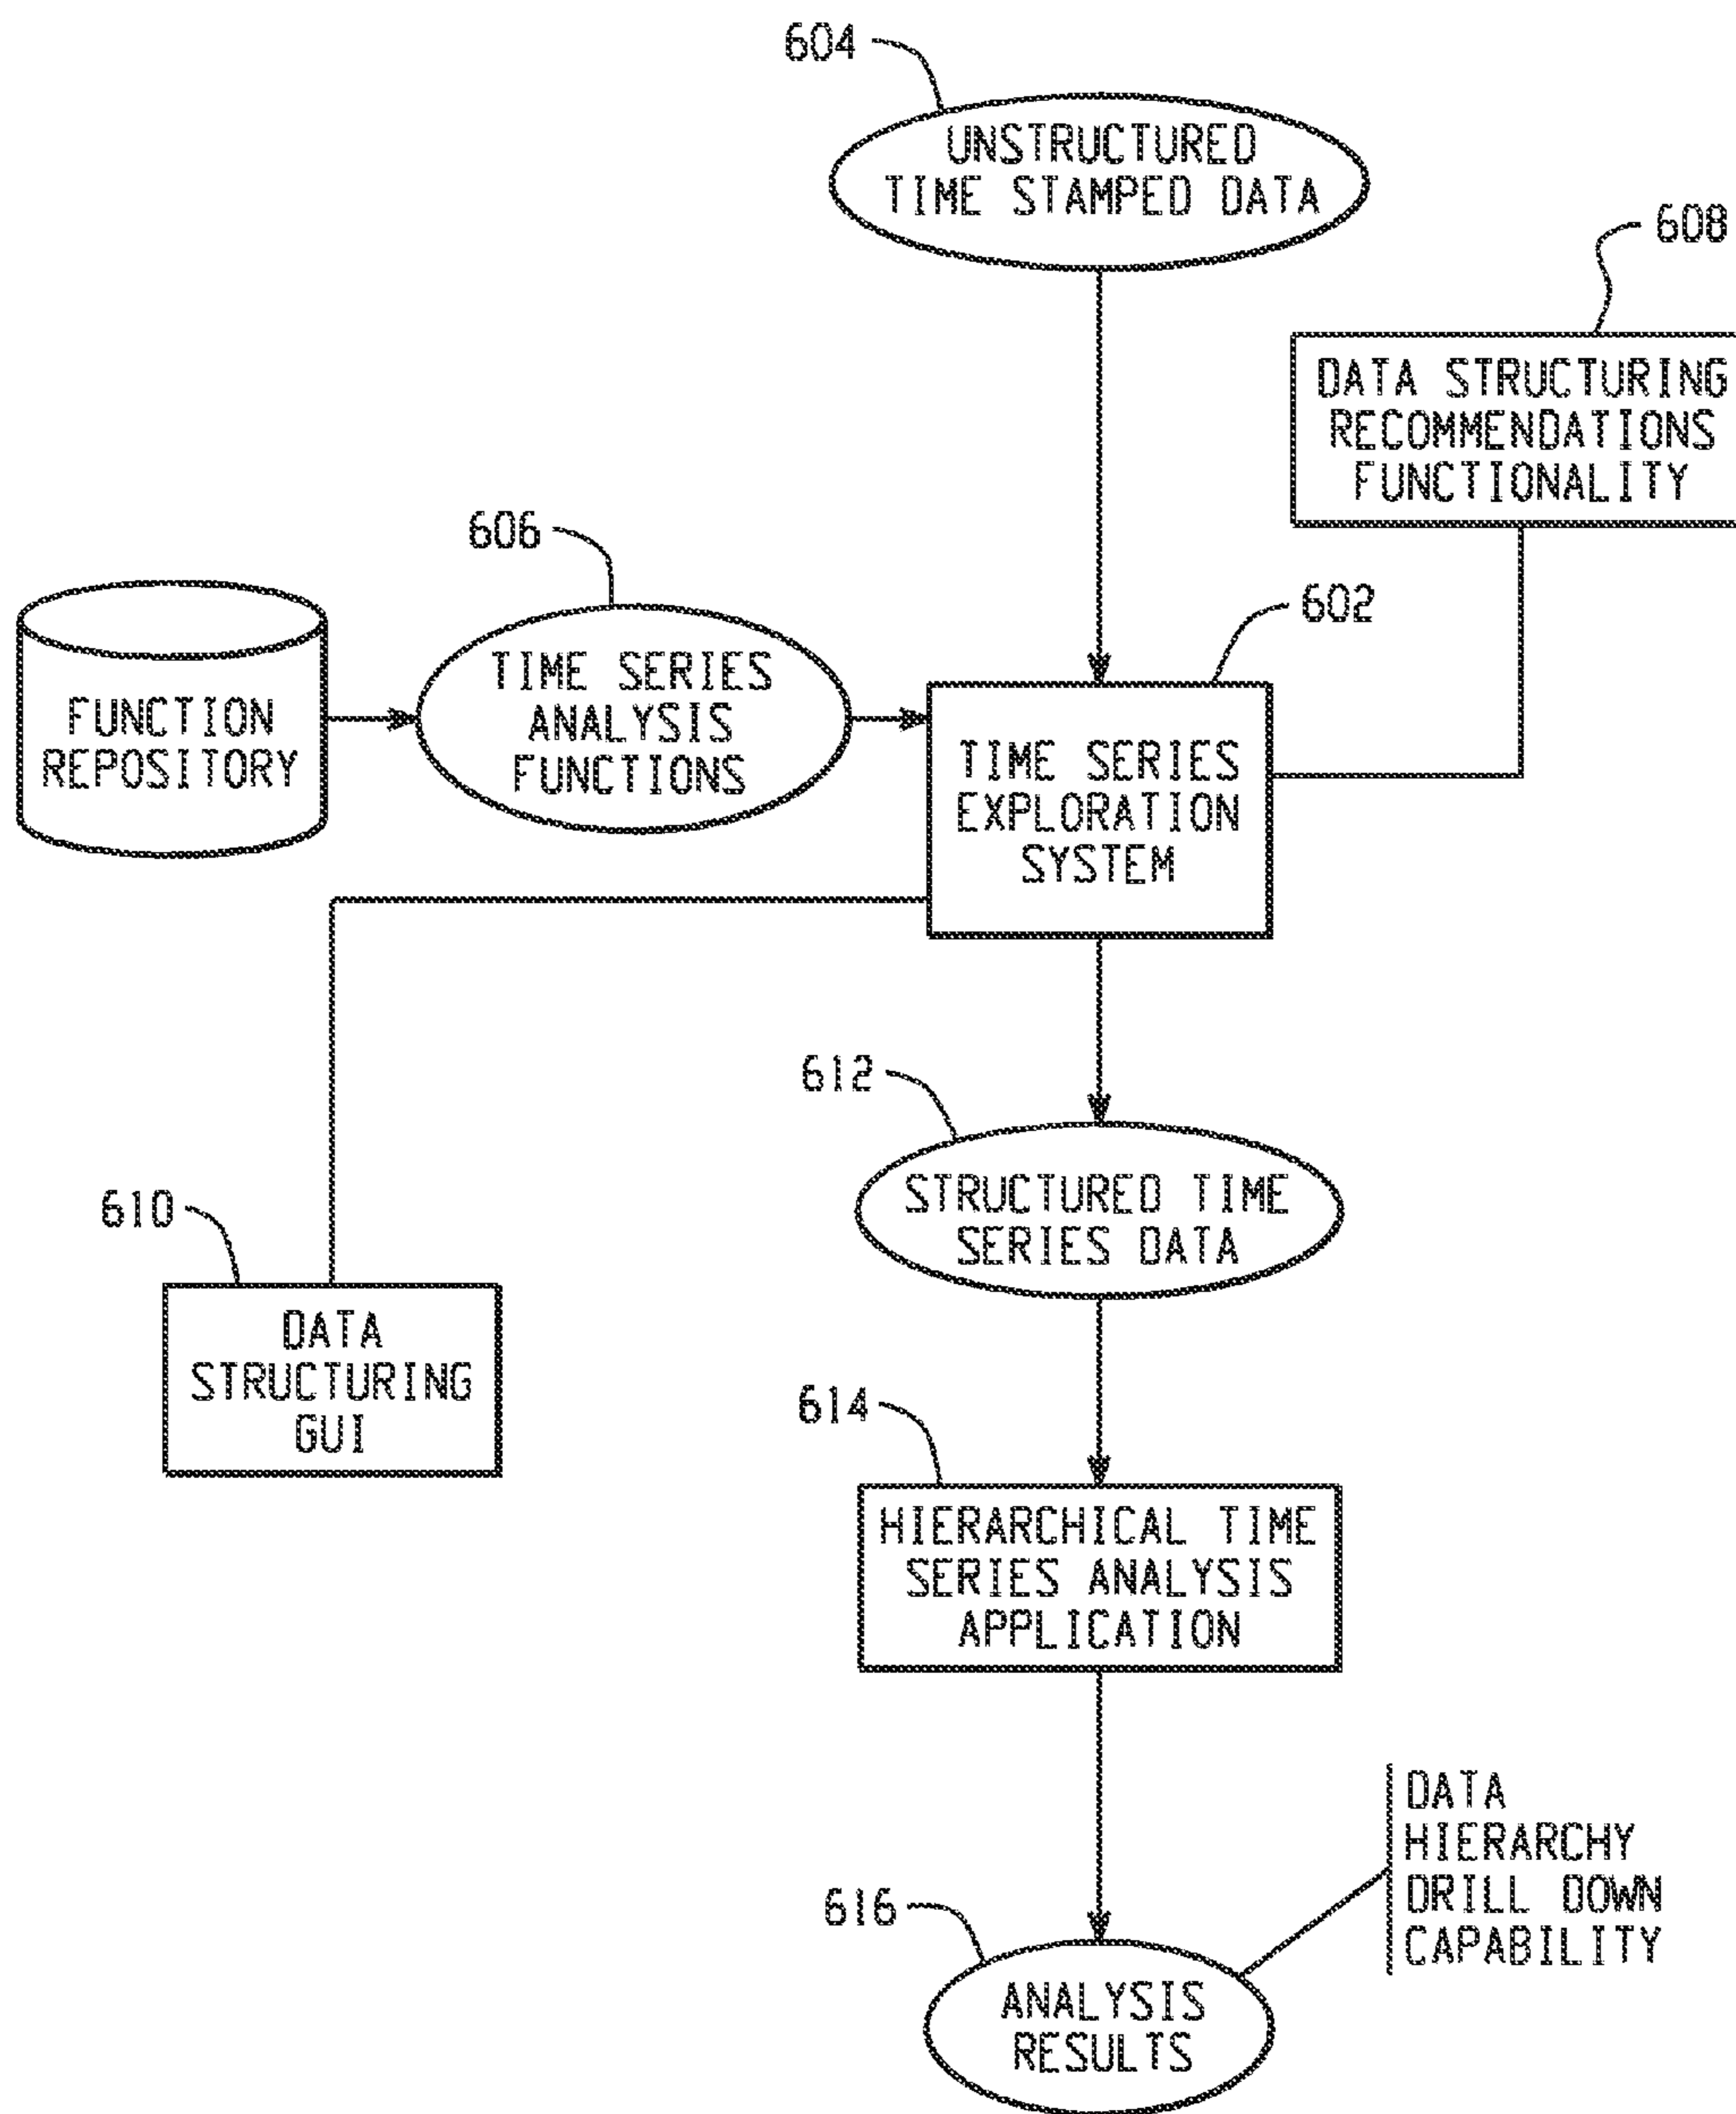 604
UNSTRUCTURED
TIME STAMPED DATA
608
DATA STRUCTURING
RECOMMENDATIONS
FUNCTIONALITY
606
602
FUNCTION
REPOSITORY
TIME SERIES
ANALYSIS
FUNCTIONS
TIME SERIES
EXPLORATION
SYSTEM
612
STRUCTURED TIME
SERIES DATA
610
DATA
STRUCTURING
GUI
614
HIERARCHICAL TIME
SERIES ANALYSIS
APPLICATION
DATA
HIERARCHY
DRILL DOWN
CAPABILITY
616
ANALYSIS
RESULTS